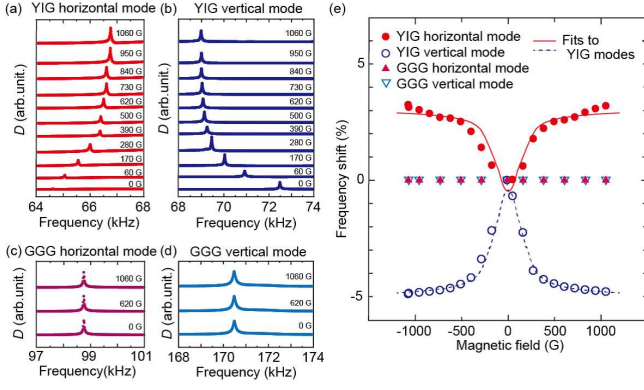 (a) YIG horizontal mode
1060 G
950 G
840 G
730 G
620 G
500 G
390 G
280 G
170 G
60 G
0 G
D (arb.unit.)
64 66 68
Frequency (kHz)
(b) YIG vertical mode
1060 G
950 G
840 G
730 G
620 G
500 G
390 G
280 G
170 G
60 G
0 G
D (arb.unit.)
68 70 72 74
Frequency (kHz)
(c) GGG horizontal mode
1060 G
620 G
0 G
D (arb.unit.)
97 99 101
Frequency(kHz)
(d) GGG vertical mode
1060 G
620 G
0 G
D (arb.unit.)
168 170 172 174
Frequency (kHz)
(e)
YIG horizontal mode
YIG vertical mode
GGG horizontal mode
GGG vertical mode
Fits to
YIG modes
Frequency shift (%)
5
0
-5
-1000 -500 0 500 1000
Magnetic field (G)